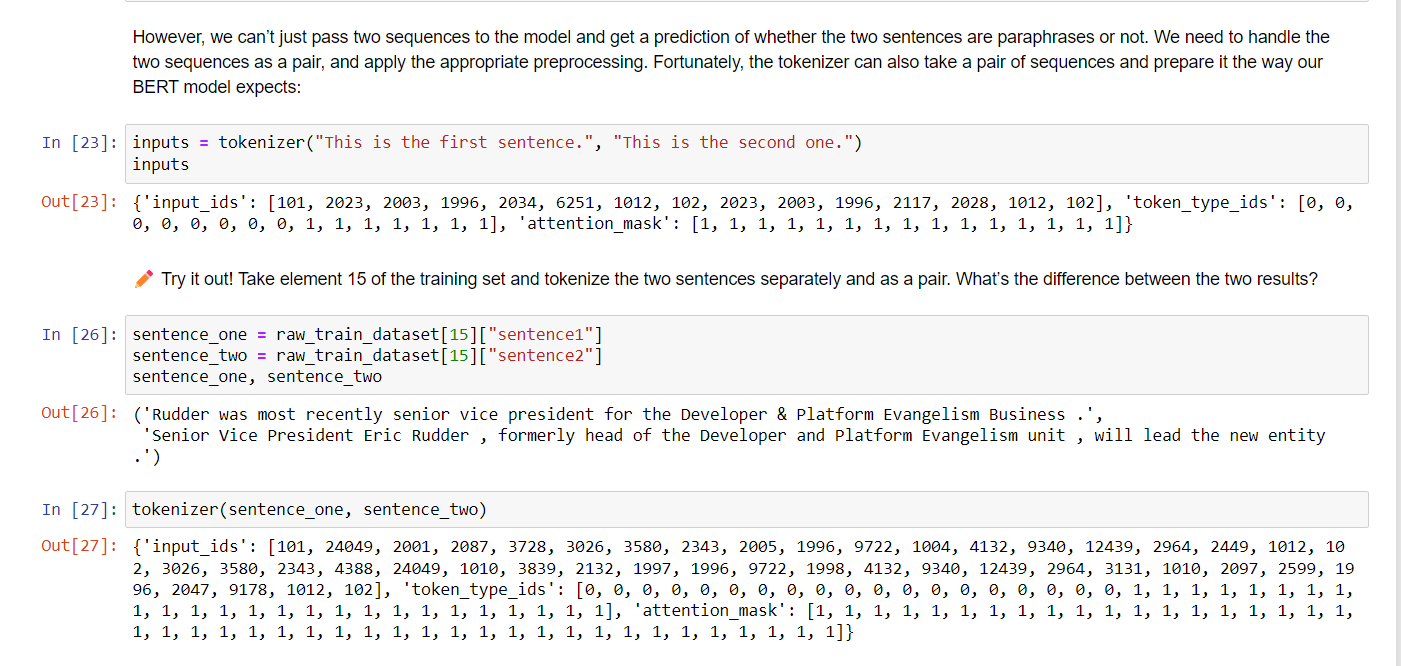 However, we can’t just pass two sequences to the model and get a prediction of whether the two sentences are paraphrases or not. We need to handle the
two sequences as a pair, and apply the appropriate preprocessing. Fortunately, the tokenizer can also take a pair of sequences and prepare it the way our
BERT model expects:
In [23]: inputs = tokenizer("This is the first sentence.", "This is the second one.")
inputs
Out[23]: {'input_ids': [101, 2023, 2003, 1996, 2034, 6251, 1012, 102, 2023, 2003, 1996, 2117, 2028, 1012, 102], 'token_type_ids': [0, 0,
0, 0, 0, 0, 0, 0, 1, 1, 1, 1, 1, 1, 1], 'attention_mask': [1, 1, 1, 1, 1, 1, 1, 1, 1, 1, 1, 1, 1, 1, 1]}
✏️ Try it out! Take element 15 of the training set and tokenize the two sentences separately and as a pair. What’s the difference between the two results?
In [26]: sentence_one = raw_train_dataset[15]["sentence1"]
sentence_two = raw_train_dataset[15]["sentence2"]
sentence_one, sentence_two
Out[26]: ('Rudder was most recently senior vice president for the Developer & Platform Evangelism Business .',
'Senior Vice President Eric Rudder , formerly head of the Developer and Platform Evangelism unit , will lead the new entity
.')
In [27]: tokenizer(sentence_one, sentence_two)
Out[27]: {'input_ids': [101, 24049, 2001, 2087, 3728, 3026, 3580, 2343, 2005, 1996, 9722, 1004, 4132, 9340, 12439, 2964, 2449, 1012, 10
2, 3026, 3580, 2343, 4388, 24049, 1010, 3839, 2132, 1997, 1996, 9722, 1998, 4132, 9340, 12439, 2964, 3131, 1010, 2097, 2599, 19
96, 2047, 9178, 1012, 102], 'token_type_ids': [0, 0, 0, 0, 0, 0, 0, 0, 0, 0, 0, 0, 0, 0, 0, 0, 0, 0, 0, 1, 1, 1, 1, 1, 1, 1, 1,
1, 1, 1, 1, 1, 1, 1, 1, 1, 1, 1, 1, 1, 1, 1, 1, 1], 'attention_mask': [1, 1, 1, 1, 1, 1, 1, 1, 1, 1, 1, 1, 1, 1, 1, 1, 1, 1, 1,
1, 1, 1, 1, 1, 1, 1, 1, 1, 1, 1, 1, 1, 1, 1, 1, 1, 1, 1, 1, 1, 1, 1, 1, 1]}